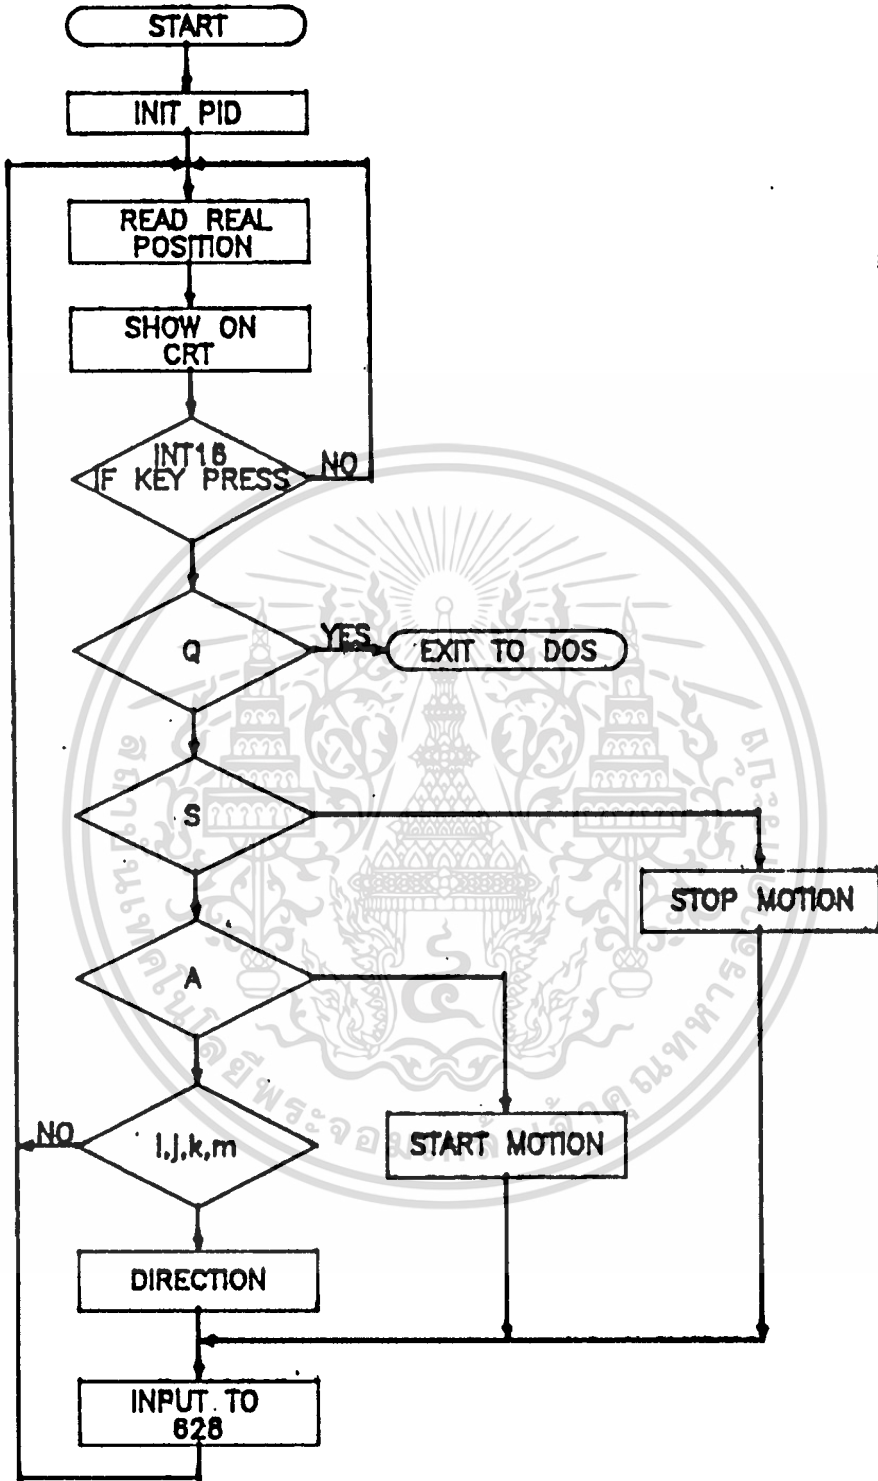 START
INIT PID
READ REAL
POSITION
SHOW ON
CRT
INT16
IF KEY PRESS
NO
Q
YES
EXIT TO DOS
S
STOP MOTION
A
START MOTION
NO
i,j,k,m
DIRECTION
INPUT TO
628